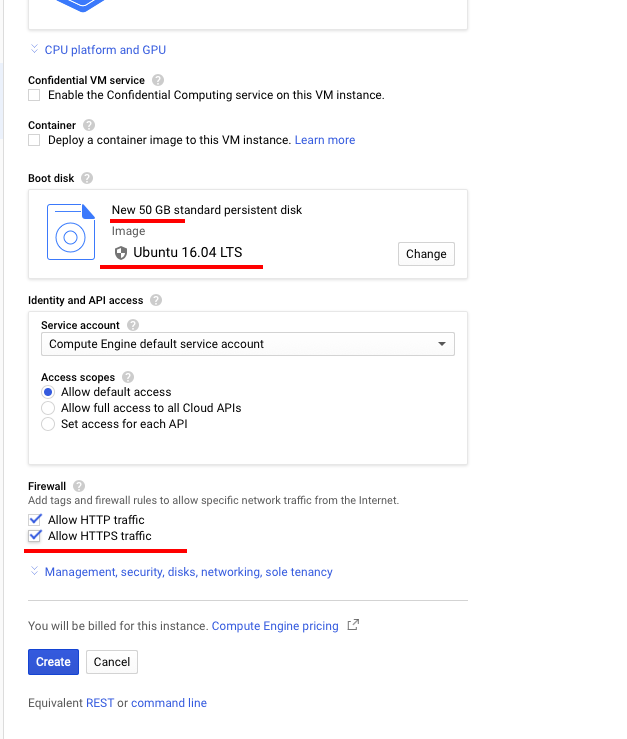 CPU platform and GPU
Confidential VM service ?
Enable the Confidential Computing service on this VM instance.
Container ?
Deploy a container image to this VM instance. Learn more
Boot disk ?
New 50 GB standard persistent disk
Image
Ubuntu 16.04 LTS
Change
Identity and API access ?
Service account ?
Compute Engine default service account
Access scopes ?
Allow default access
Allow full access to all Cloud APIs
Set access for each API
Firewall ?
Add tags and firewall rules to allow specific network traffic from the Internet.
Allow HTTP traffic
Allow HTTPS traffic
Management, security, disks, networking, sole tenancy
You will be billed for this instance. Compute Engine pricing
Create Cancel
Equivalent REST or command line